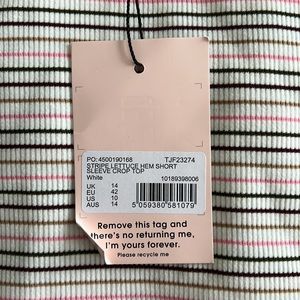 PO:4500190168 TJF23274
STRIPE LETTUCE HEM SHORT
SLEEVE CROP TOP
White 10189398006
UK 14
EU 42
US 10
AUS 14
5 059380 581079
Remove this tag and
there's no returning me,
I'm yours forever.
Please recycle me